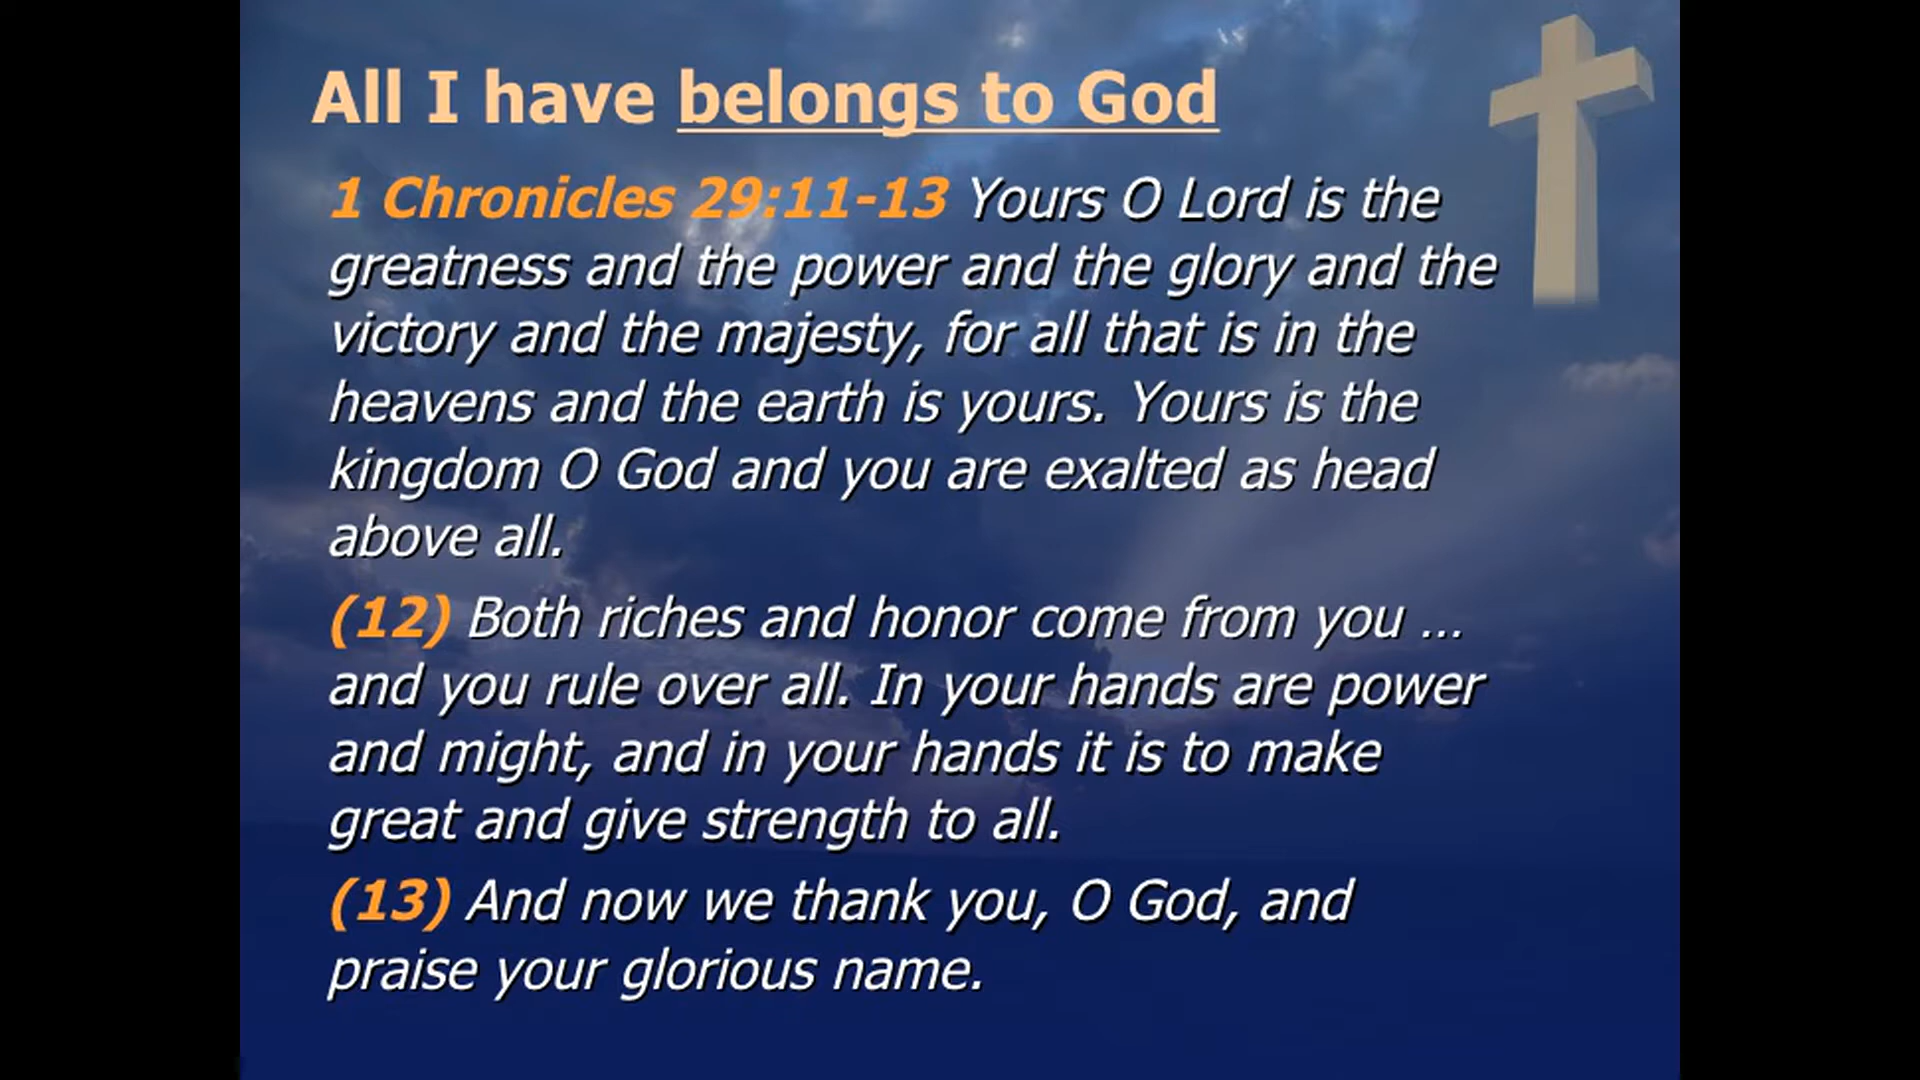 All I have belongs to God
1 Chronicles 29:11-13 Yours O Lord is the
greatness and the power and the glory and the
victory and the majesty, for all that is in the
heavens and the earth is yours. Yours is the
kingdom O God and you are exalted as head
above all.
(12) Both riches and honor come from you ...
and you rule over all. In your hands are power
and might, and in your hands it is to make
great and give strength to all.
(13) And now we thank you, O God, and
praise your glorious name.